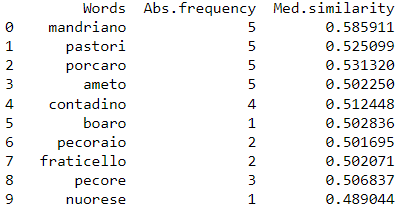 Words Abs.frequency Med.similarity
0 mandriano 5 0.585911
1 pastori 5 0.525099
2 porcaro 5 0.531320
3 ameto 5 0.502250
4 contadino 4 0.512448
5 boaro 1 0.502836
6 pecoraio 2 0.501695
7 fraticello 2 0.502071
8 pecore 3 0.506837
9 nuorese 1 0.489044